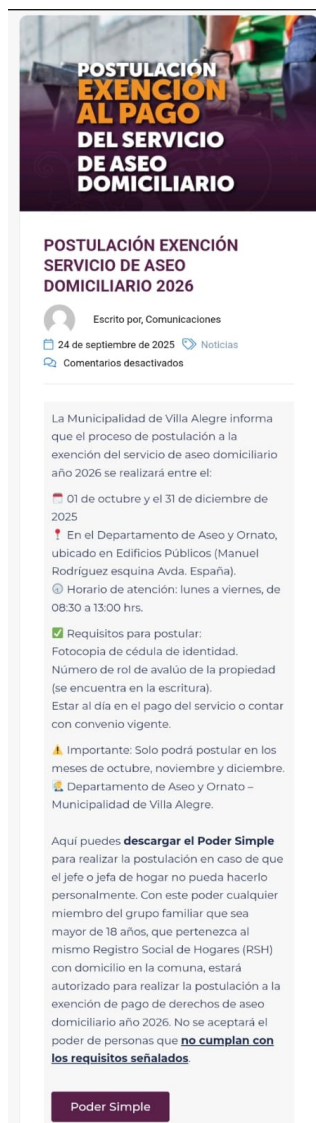 POSTULACIÓN
EXENCIÓN
AL PAGO
DEL SERVICIO
DE ASEO
DOMICILIARIO
POSTULACIÓN EXENCIÓN
SERVICIO DE ASEO
DOMICILIARIO 2026
Escrito por, Comunicaciones
24 de septiembre de 2025 Noticias
Comentarios desactivados
La Municipalidad de Villa Alegre informa
que el proceso de postulación a la
exención del servicio de aseo domiciliario
año 2026 se realizará entre el:
01 de octubre y el 31 de diciembre de
2025
En el Departamento de Aseo y Ornato,
ubicado en Edificios Públicos (Manuel
Rodríguez esquina Avda. España).
Horario de atención: lunes a viernes, de
08:30 a 13:00 hrs.
Requisitos para postular:
Fotocopia de cédula de identidad.
Número de rol de avalúo de la propiedad
(se encuentra en la escritura).
Estar al día en el pago del servicio o contar
con convenio vigente.
Importante: Solo podrá postular en los
meses de octubre, noviembre y diciembre.
Departamento de Aseo y Ornato –
Municipalidad de Villa Alegre.
Aquí puedes descargar el Poder Simple
para realizar la postulación en caso de que
el jefe o jefa de hogar no pueda hacerlo
personalmente. Con este poder cualquier
miembro del grupo familiar que sea
mayor de 18 años, que pertenezca al
mismo Registro Social de Hogares (RSH)
con domicilio en la comuna, estará
autorizado para realizar la postulación a la
exención de pago de derechos de aseo
domiciliario año 2026. No se aceptará el
poder de personas que no cumplan con
los requisitos señalados.
Poder Simple